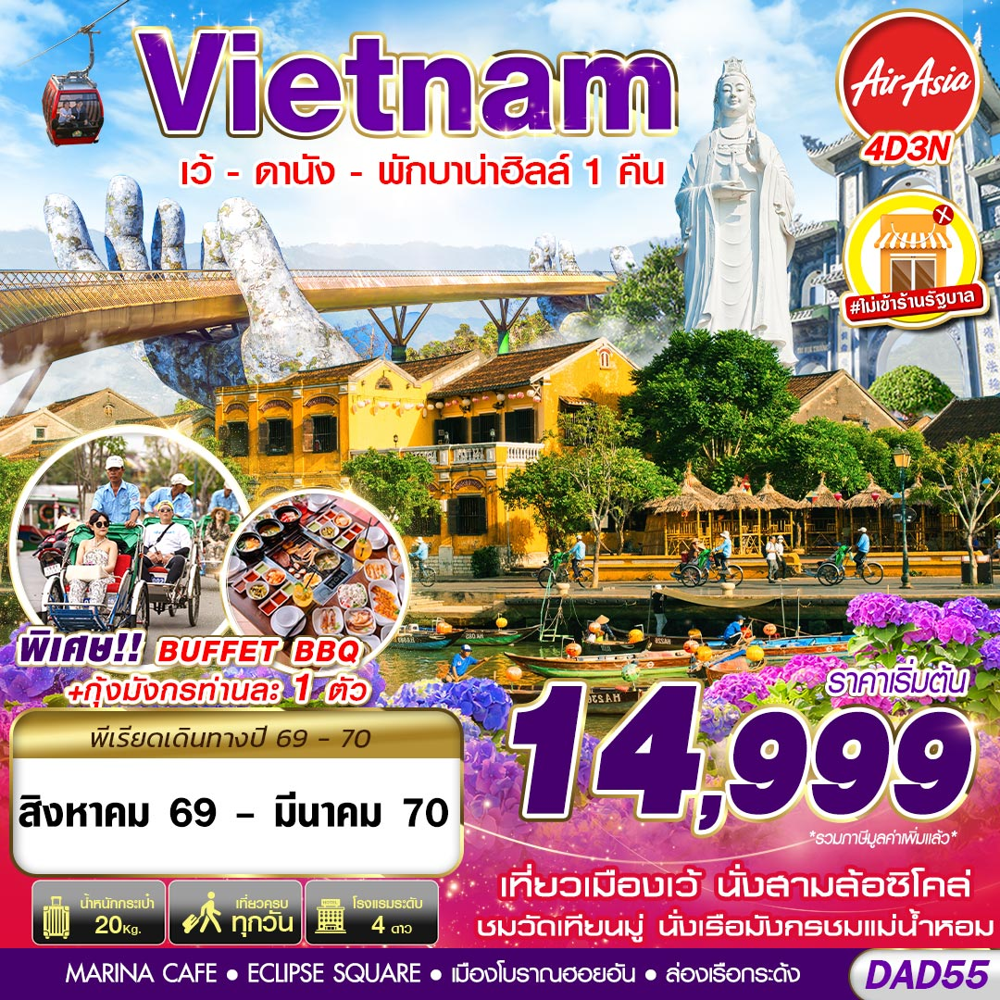 Vietnam
เว้ - ดานัง - พักบาน่าฮิลล์ 1 คืน
AirAsia
4D3N
#ไม่เข้าร้านรัฐบาล
พิเศษ!! BUFFET BBQ
+กุ้งมังกรท่านละ 1 ตัว
พีเรียดเดินทางปี 69 - 70
สิงหาคม 69 - มีนาคม 70
ราคาเริ่มต้น
14,999
*รวมภาษีมูลค่าเพิ่มแล้ว*
น้ำหนักกระเป๋า
20Kg.
เที่ยวครบ
ทุกวัน
HOTEL
โรงแรมระดับ
4 ดาว
เที่ยวเมืองเว้ นั่งสามล้อซิโคล่
ชมวัดเทียนมู่ นั่งเรือมังกรชมแม่น้ำหอม
MARINA CAFE ● ECLIPSE SQUARE ● เมืองโบราณฮอยอัน ● ล่องเรือกระด้ง
DAD55